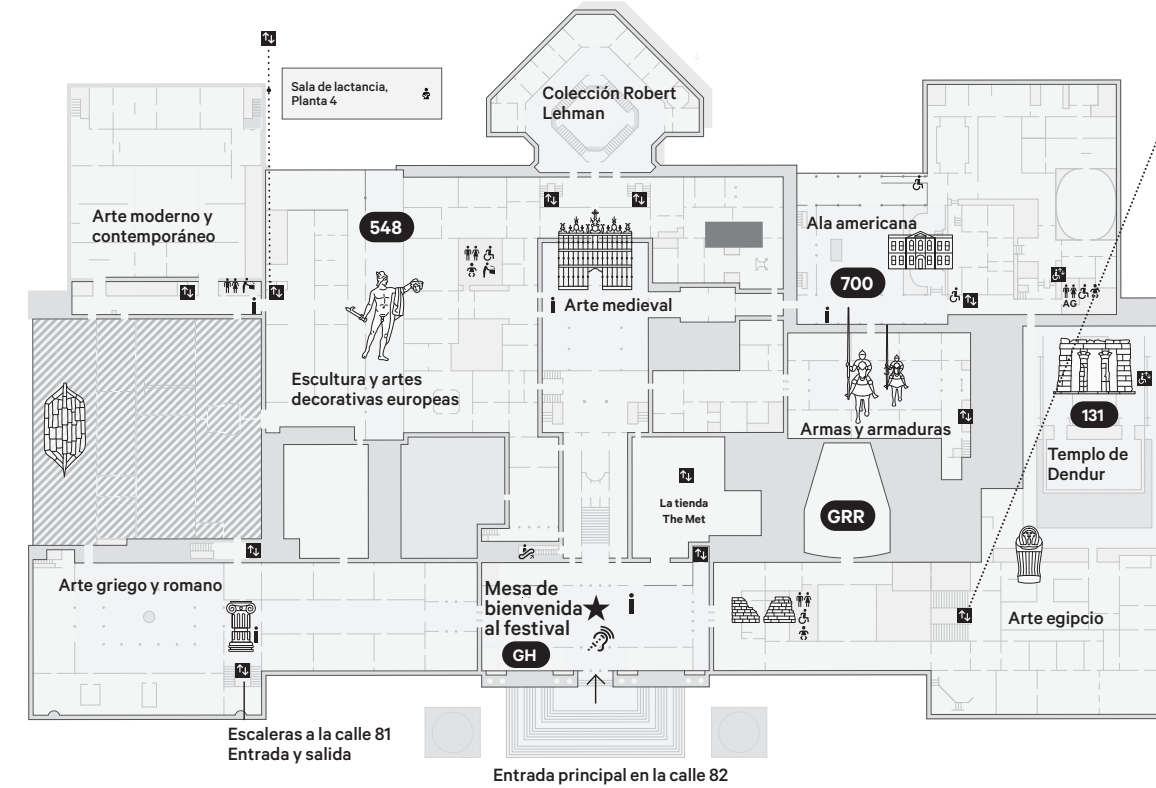 Sala de lactancia,
Planta 4
Colección Robert
Lehman
Arte moderno y
contemporáneo
548
Ala americana
700
i
i Arte medieval
i
Escultura y artes
decorativas europeas
AG
131
Armas y armaduras
Templo de
Dendur
La tienda
The Met
GRR
Arte griego y romano
i
Mesa de
bienvenida
al festival
i
GH
Arte egipcio
Escaleras a la calle 81
Entrada y salida
Entrada principal en la calle 82